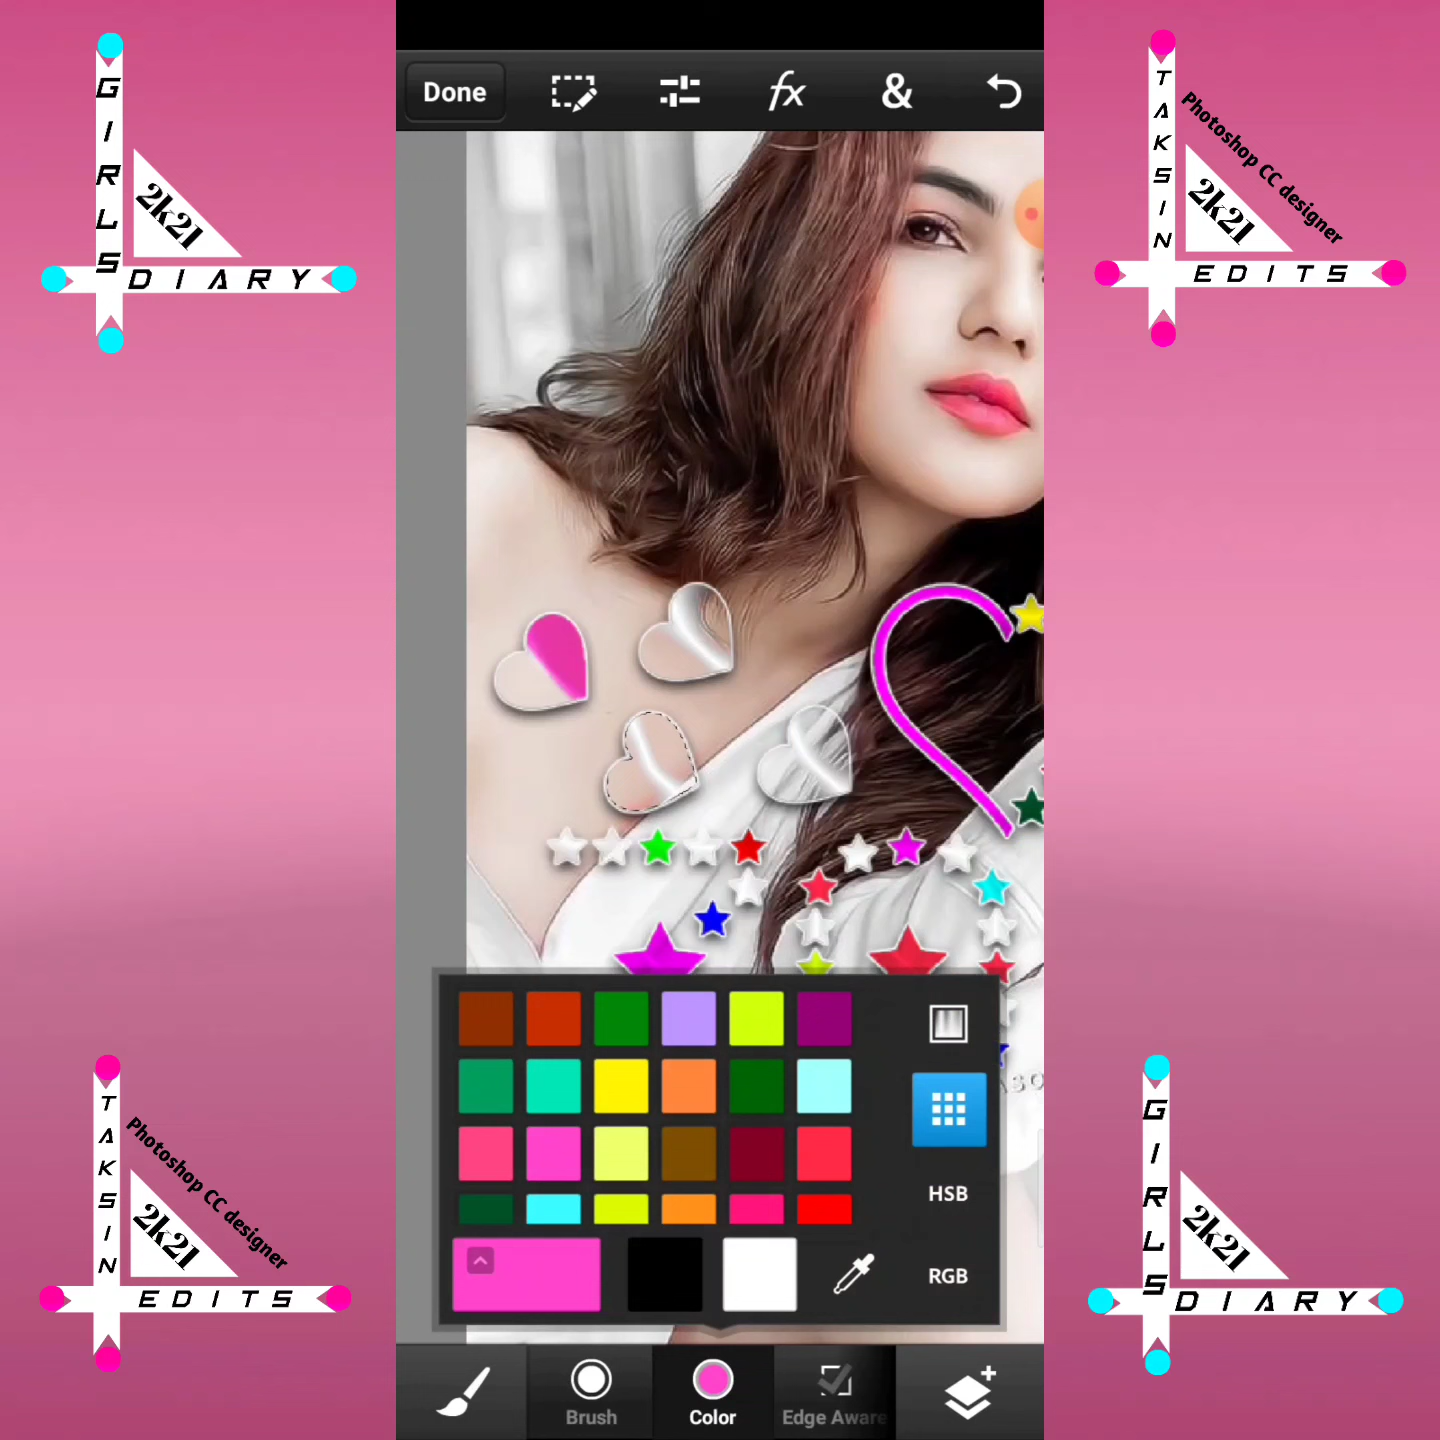 GIRLS
DIARY
2k21
Done
fx
&
TAKSIN
EDITS
2k21
Photoshop CC designer
HSB
RGB
Brush
Color
Edge Aware
TAKSIN
EDITS
2k21
Photoshop CC designer
GIRLS
DIARY
2k21